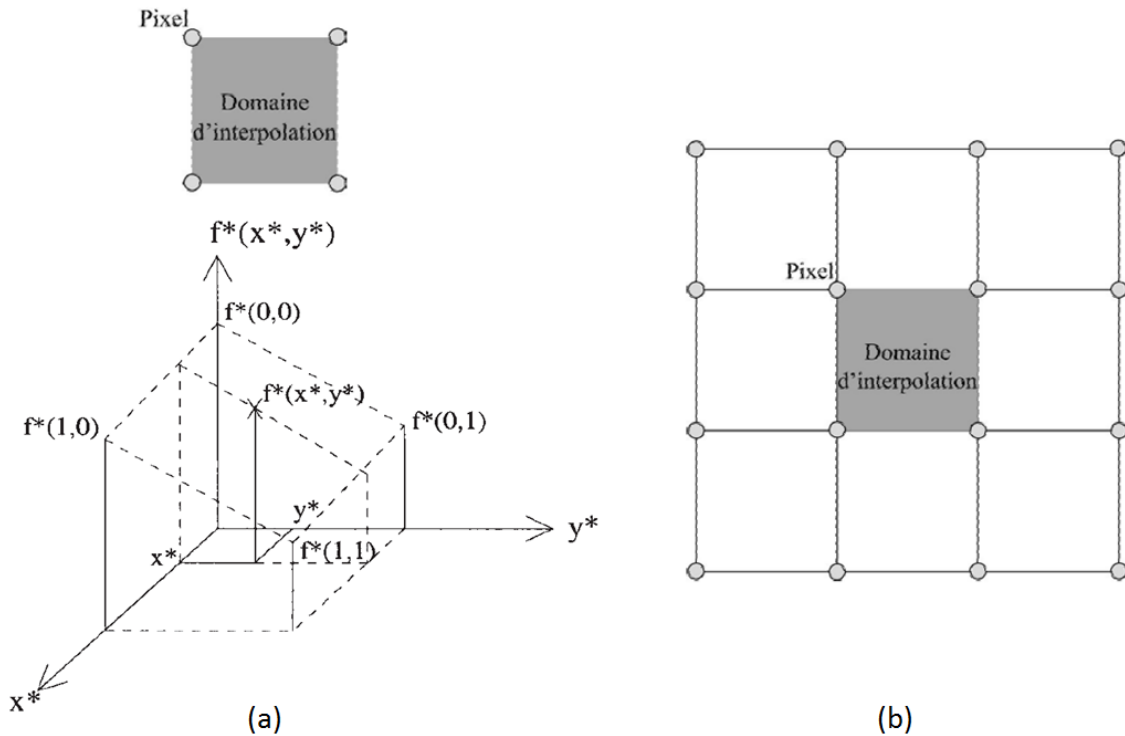 Pixel
Domaine
d'interpolation
f*(x*,y*)
f*(0,0)
f*(x*,y*)
f*(1,0)
f*(0,1)
y*
y*
x*
f*(1,1)
x*
(a)
Pixel
Domaine
d'interpolation
(b)